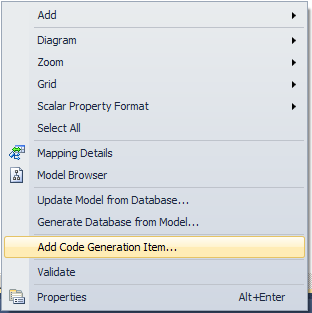 Add
Diagram
Zoom
Grid
Scalar Property Format
Select All
Mapping Details
Model Browser
Update Model from Database...
Generate Database from Model...
Add Code Generation Item...
Validate
Properties Alt+Enter